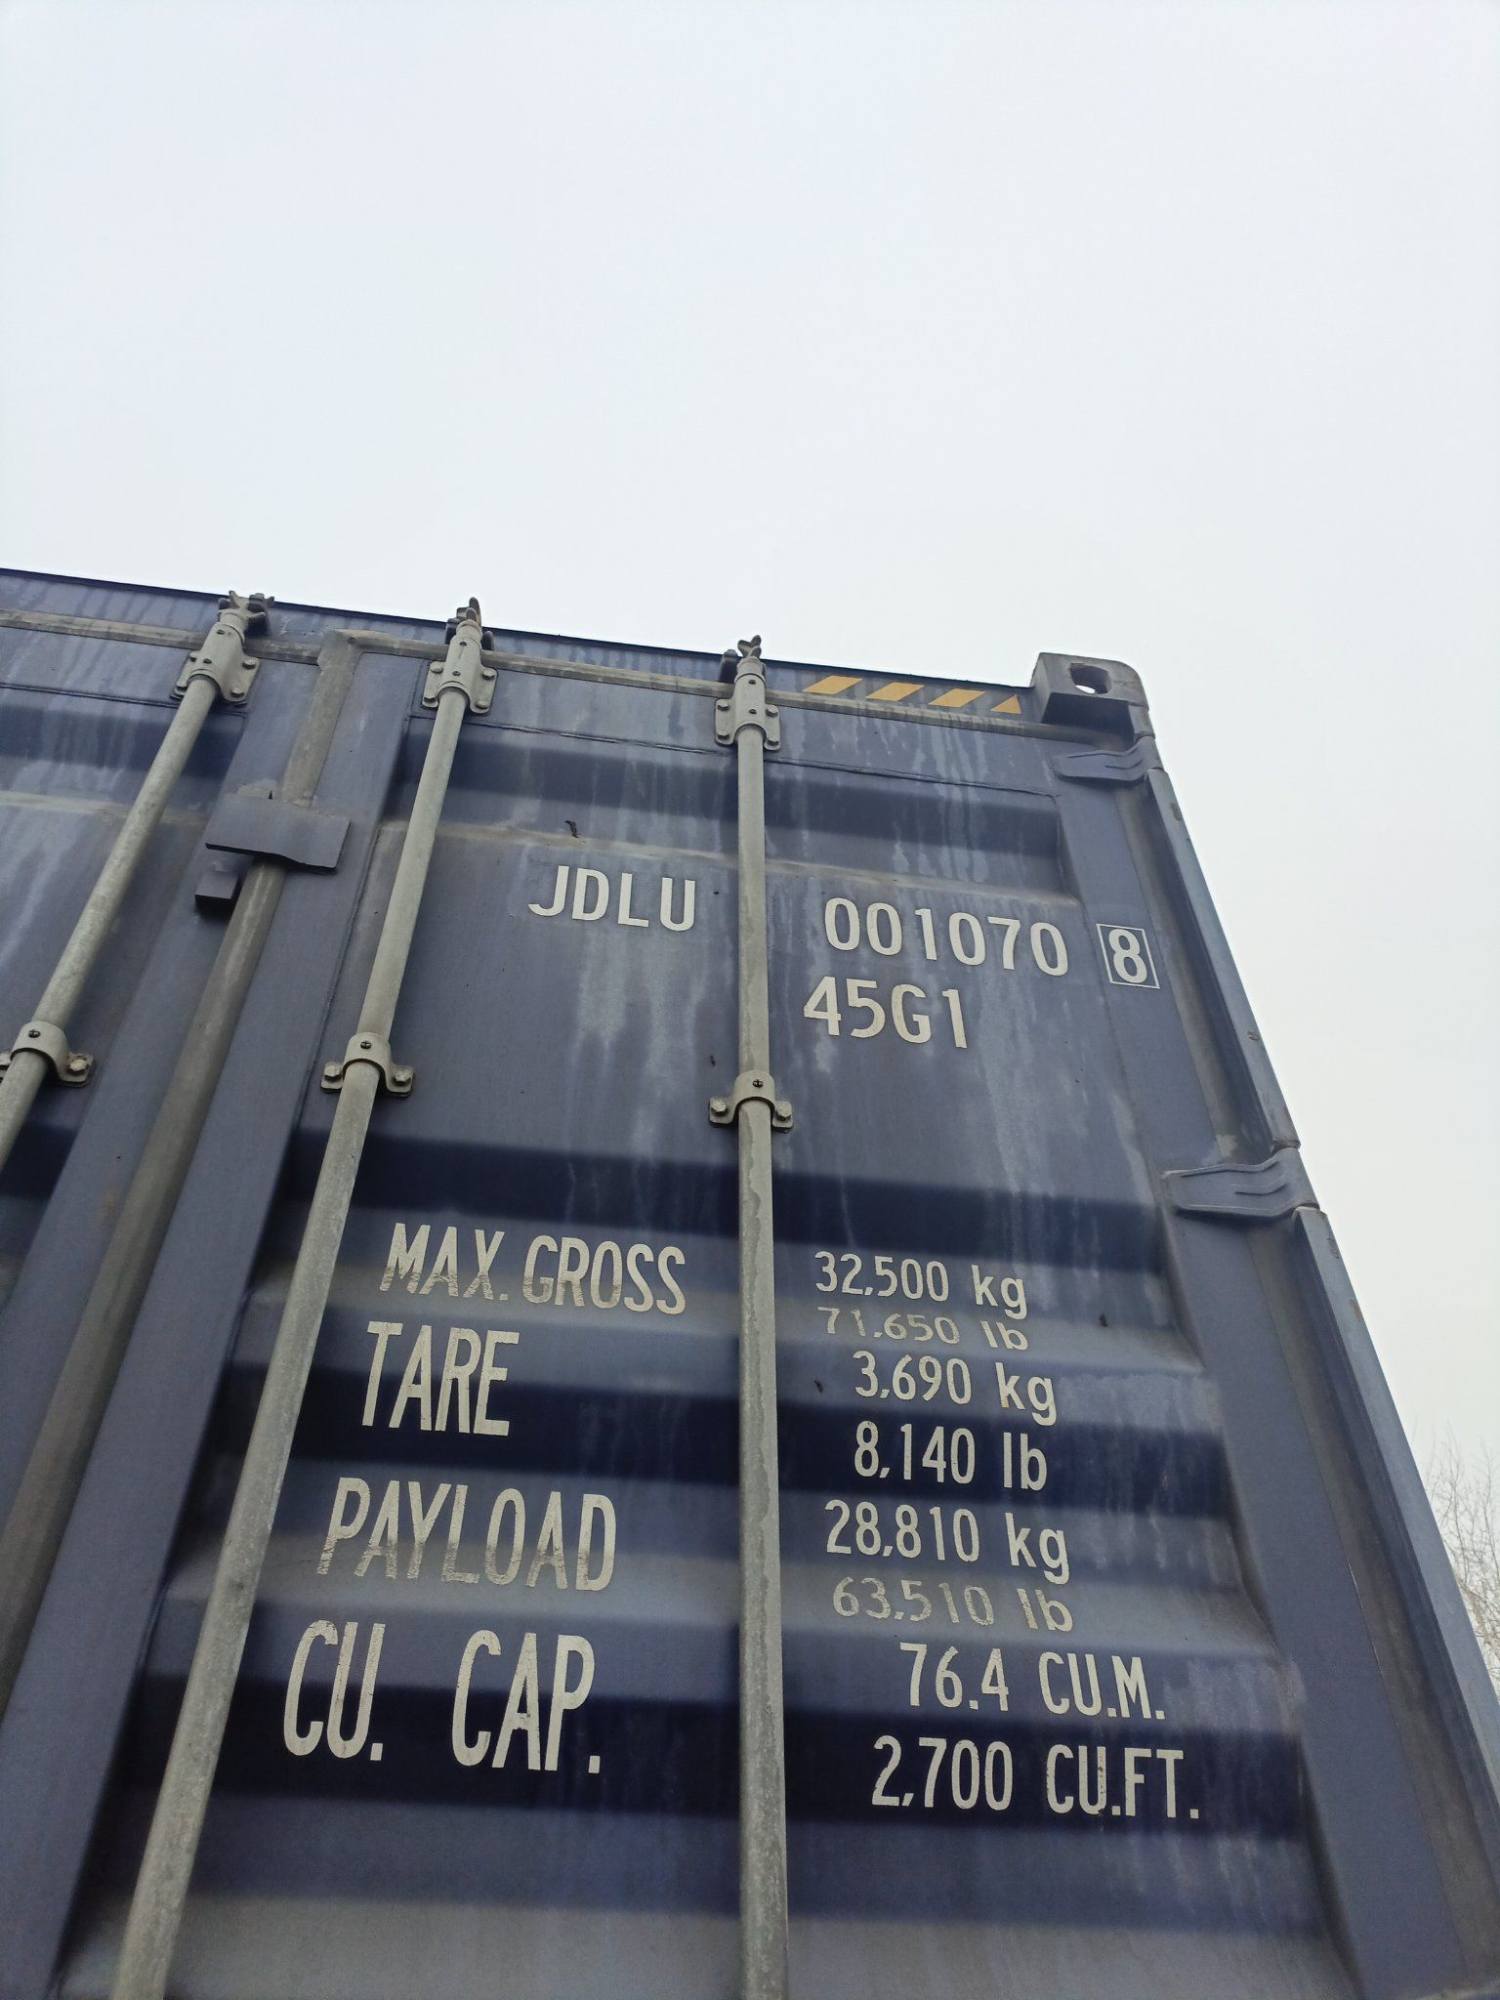 JDLU 001070 8
45G1
MAX. GROSS 32,500 kg
71,650 lb
TARE 3,690 kg
8,140 lb
PAYLOAD 28,810 kg
63,510 lb
CU. CAP. 76.4 CU.M.
2,700 CU.FT.